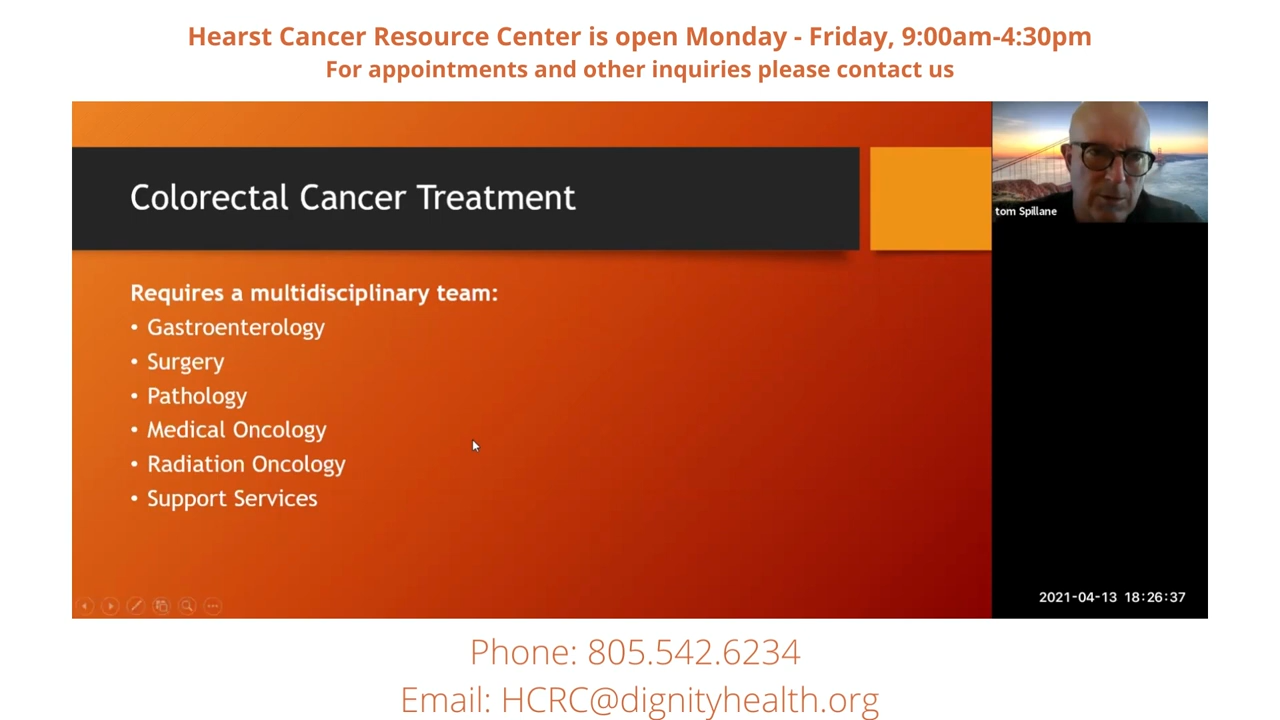 Hearst Cancer Resource Center is open Monday - Friday, 9:00am-4:30pm
For appointments and other inquiries please contact us
Colorectal Cancer Treatment
Requires a multidisciplinary team:
• Gastroenterology
• Surgery
• Pathology
• Medical Oncology
• Radiation Oncology
• Support Services
tom Spillane
2021-04-13 18:26:37
Phone: 805.542.6234
Email: HCRC@dignityhealth.org